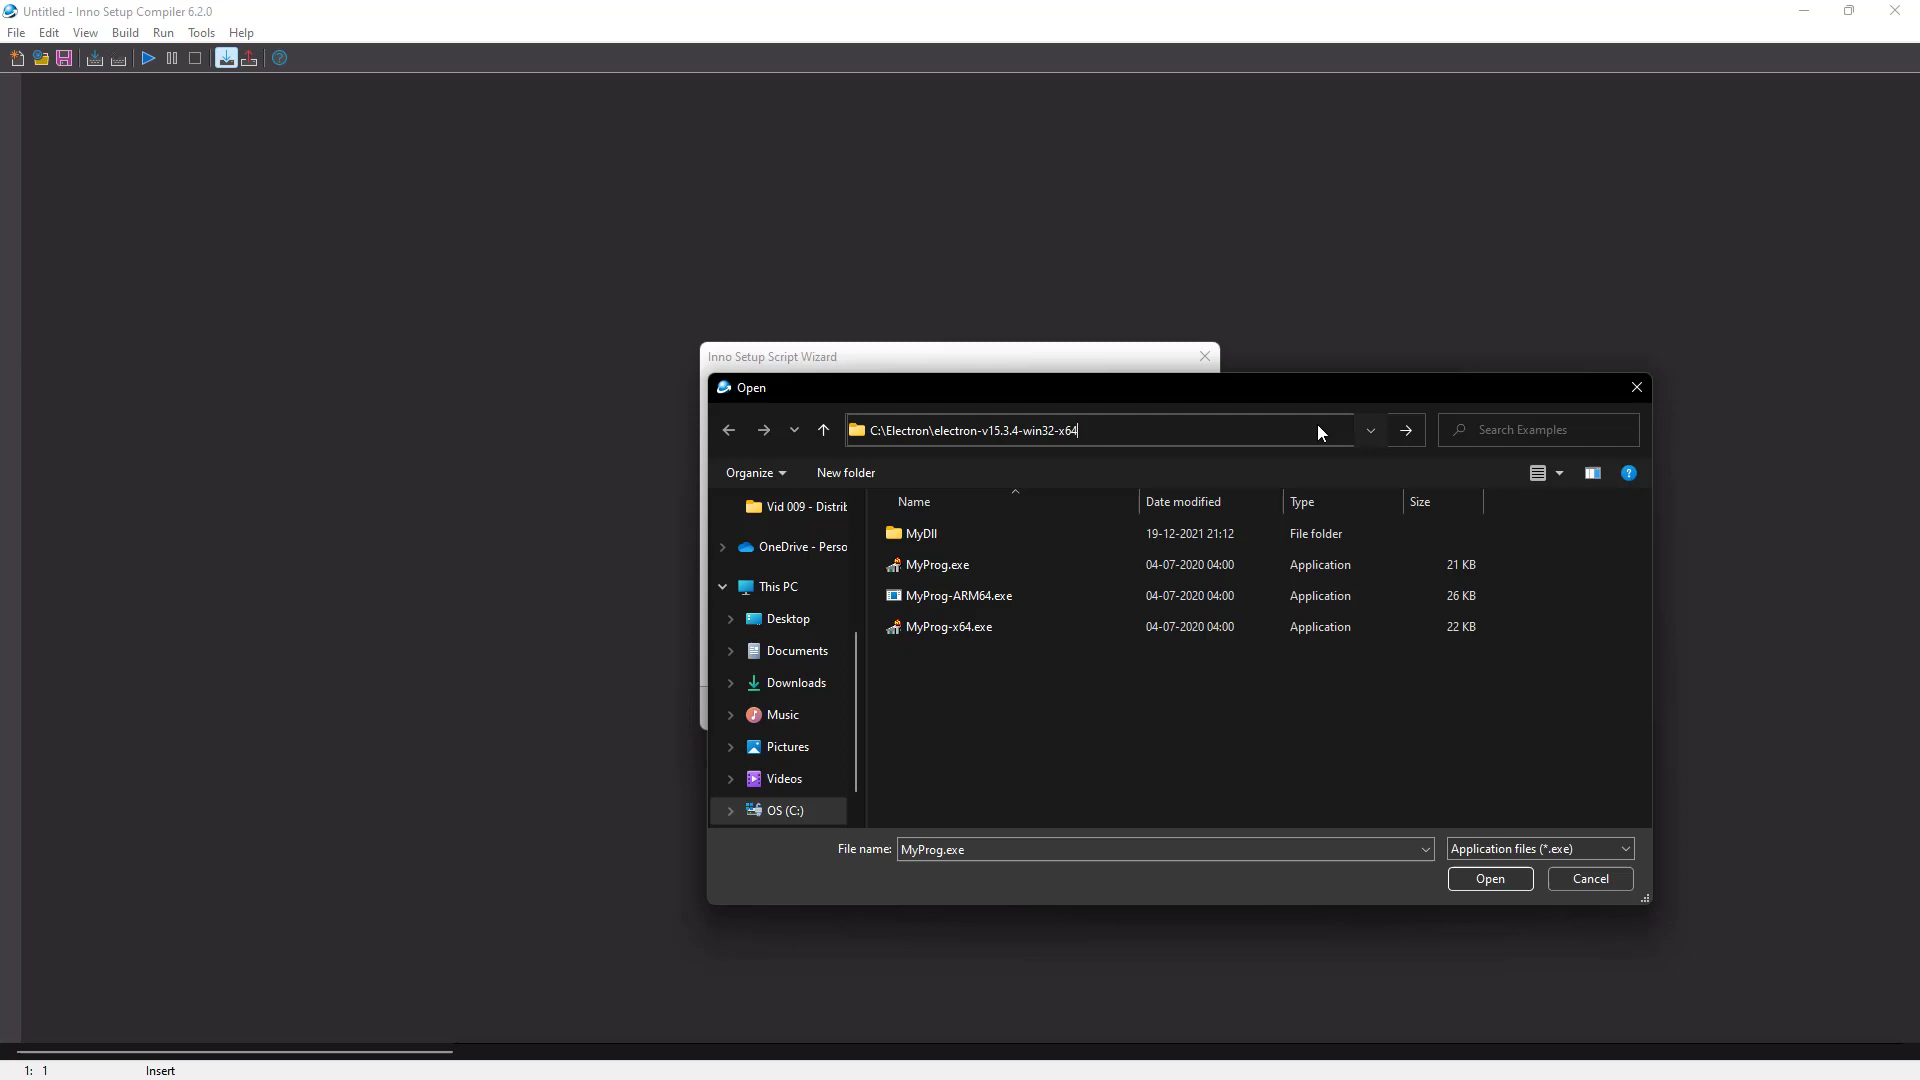 Untitled - Inno Setup Compiler 6.2.0
File Edit View Build Run Tools Help
Inno Setup Script Wizard
Open
C:\Electron\electron-v15.3.4-win32-x64
Search Examples
Organize New folder
Name Date modified Type Size
Vid 009 - Distrib
OneDrive - Perso
This PC
Desktop
Documents
Downloads
Music
Pictures
Videos
OS (C:)
MyDll 19-12-2021 21:12 File folder
MyProg.exe 04-07-2020 04:00 Application 21 KB
MyProg-ARM64.exe 04-07-2020 04:00 Application 26 KB
MyProg-x64.exe 04-07-2020 04:00 Application 22 KB
File name: MyProg.exe Application files (*.exe)
Open Cancel
1: 1 Insert